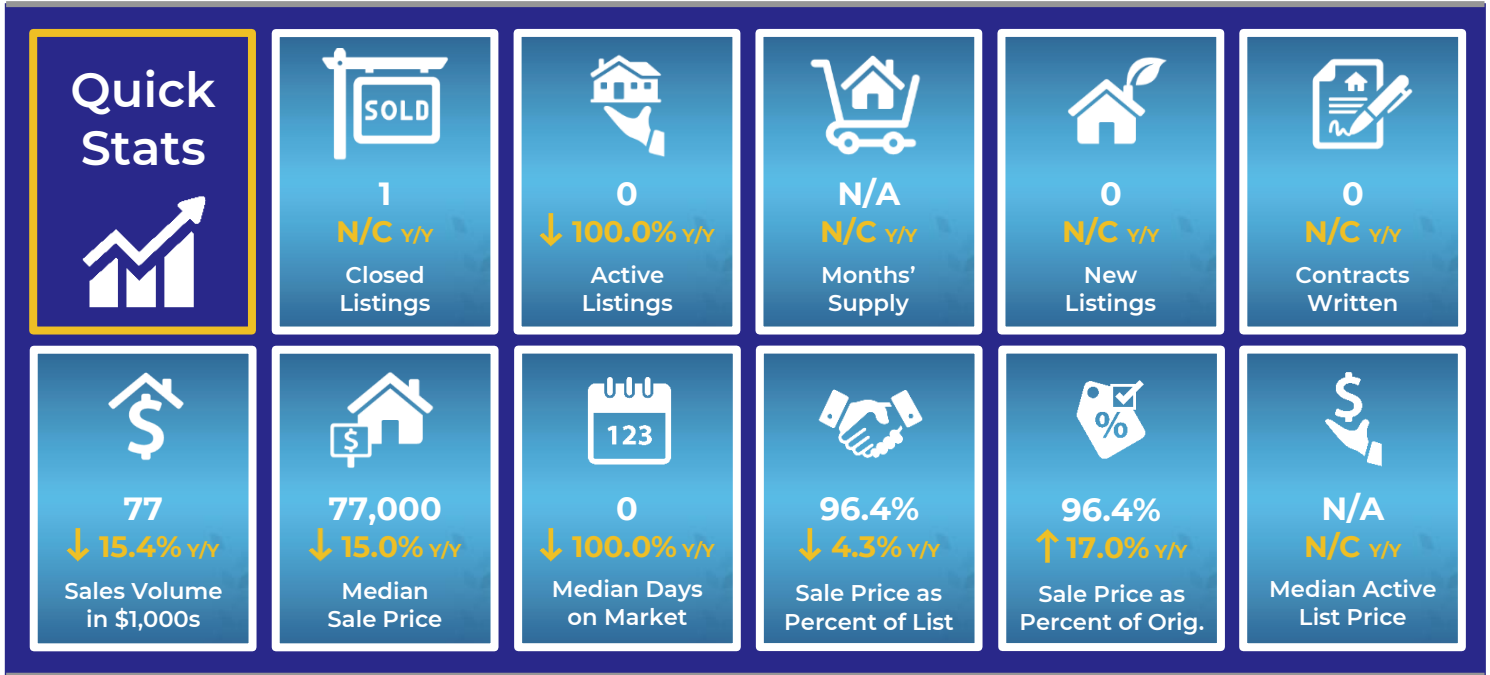 Quick
Stats
SOLD
1
N/C Y/Y
Closed
Listings
0
↓ 100.0% Y/Y
Active
Listings
N/A
N/C Y/Y
Months’
Supply
0
N/C Y/Y
New
Listings
0
N/C Y/Y
Contracts
Written
$
77
↓ 15.4% Y/Y
Sales Volume
in $1,000s
$
77,000
↓ 15.0% Y/Y
Median
Sale Price
123
0
↓ 100.0% Y/Y
Median Days
on Market
96.4%
↓ 4.3% Y/Y
Sale Price as
Percent of List
%
96.4%
↑ 17.0% Y/Y
Sale Price as
Percent of Orig.
$
N/A
N/C Y/Y
Median Active
List Price